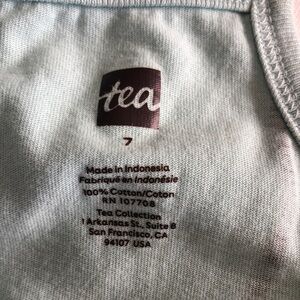 tea
7
Made in Indonesia
Fabriqué en Indonésie
100% Cotton/Coton
RN 107708
Tea Collection
1 Arkansas St., Suite B
San Francisco, CA
94107 USA